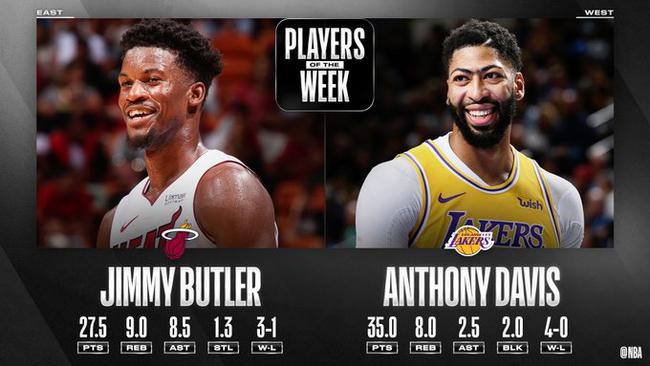 EAST
WEST
PLAYERS
OF THE
WEEK
wish
HEAT
LAKERS
LAKERS
JIMMY BUTLER
27.5 9.0 8.5 1.3 3-1
PTS REB AST STL W-L
ANTHONY DAVIS
35.0 8.0 2.5 2.0 4-0
PTS REB AST BLK W-L
@NBA